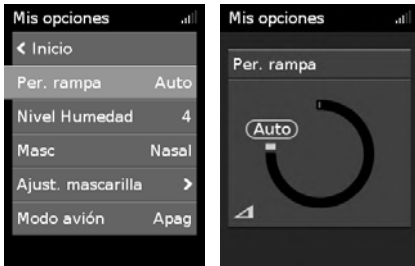 Mis opciones
< Inicio
Per. rampa Auto
Nivel Humedad 4
Masc Nasal
Ajust. mascarilla >
Modo avión Apag
Mis opciones
Per. rampa
Auto